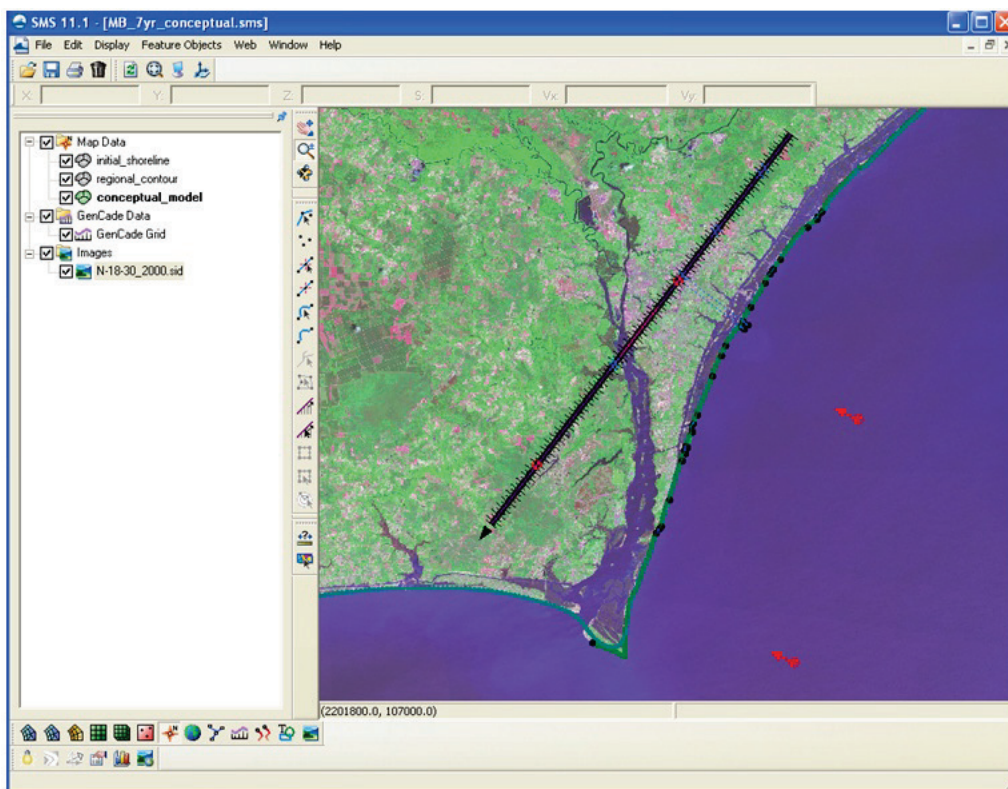 SMS 11.1 - [MB_7yr_conceptual.sms]
File Edit Display Feature Objects Web Window Help
X: Y: Z: S: Vx: Vy:
Map Data
initial_shoreline
regional_contour
conceptual_model
GenCade Data
GenCade Grid
Images
N-18-30_2000.sid
(2201800.0, 107000.0)